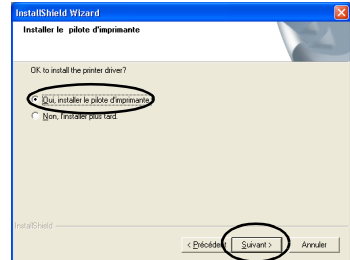 InstallShield Wizard
Installer le pilote d'imprimante
OK to install the printer driver?
Oui, installer le pilote d'imprimante.
Non, l'installer plus tard.
InstallShield
< Précédent Suivant > Annuler